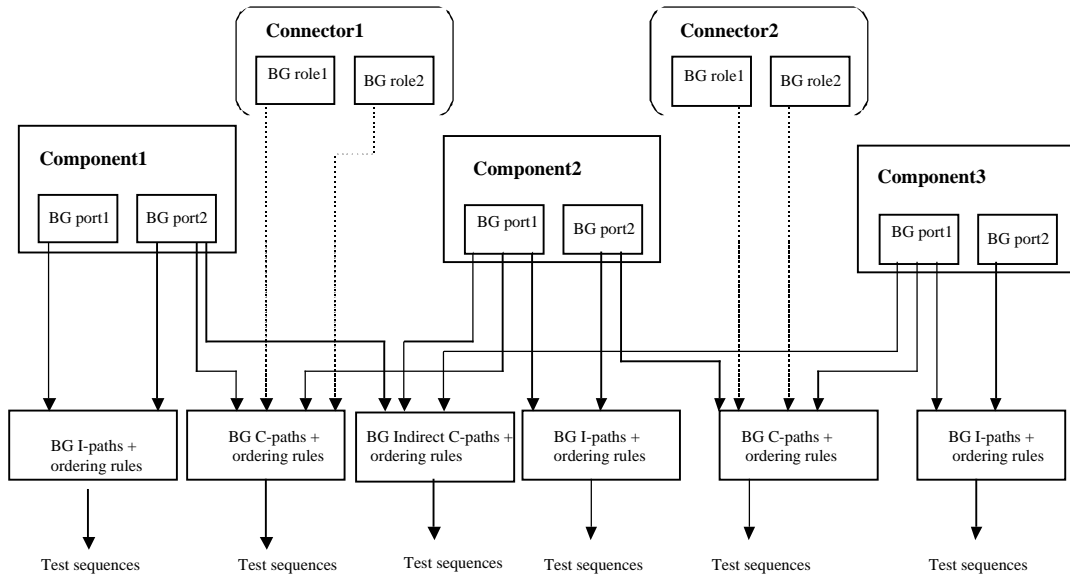 Connector1
BG role1
BG role2
Connector2
BG role1
BG role2
Component1
BG port1
BG port2
Component2
BG port1
BG port2
Component3
BG port1
BG port2
BG I-paths +
ordering rules
BG C-paths +
ordering rules
BG Indirect C-paths +
ordering rules
BG I-paths +
ordering rules
BG C-paths +
ordering rules
BG I-paths +
ordering rules
Test sequences
Test sequences
Test sequences
Test sequences
Test sequences
Test sequences